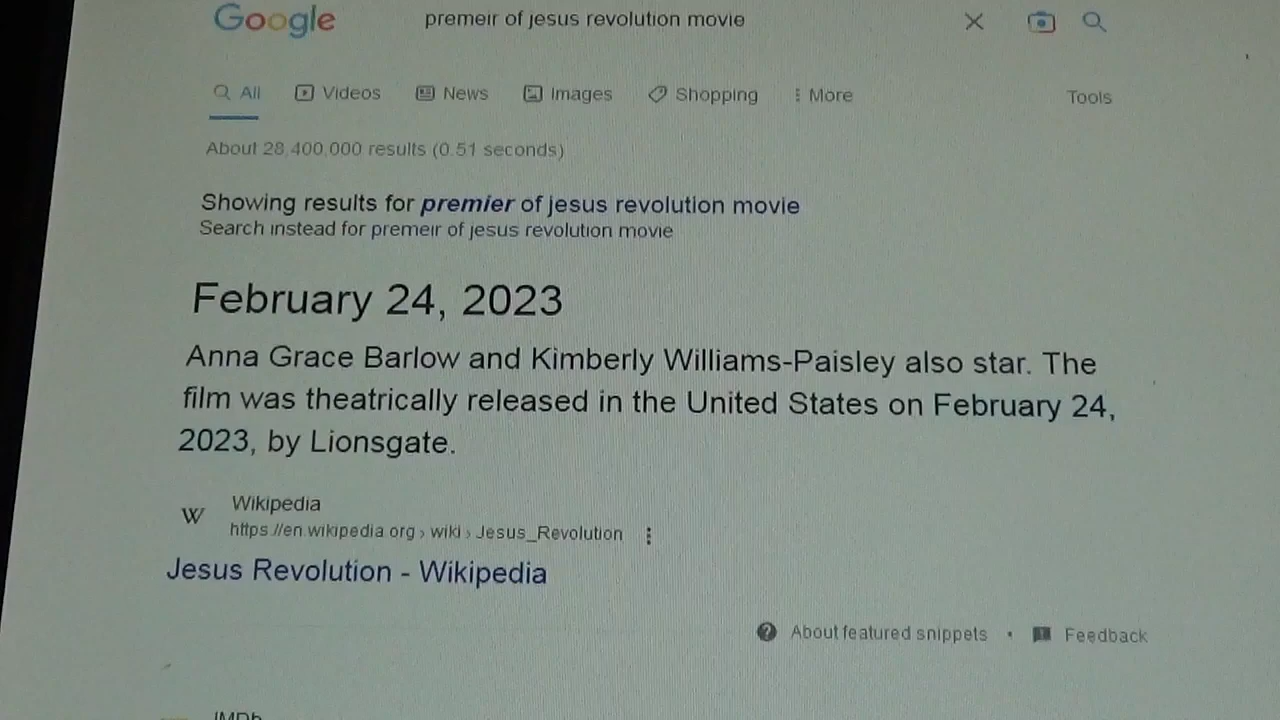 Google premeir of jesus revolution movie
All Videos News Images Shopping More Tools
About 28,400,000 results (0.51 seconds)
Showing results for premier of jesus revolution movie
Search instead for premeir of jesus revolution movie
February 24, 2023
Anna Grace Barlow and Kimberly Williams-Paisley also star. The
film was theatrically released in the United States on February 24,
2023, by Lionsgate.
W Wikipedia
https://en.wikipedia.org › wiki › Jesus_Revolution
Jesus Revolution - Wikipedia
About featured snippets • Feedback
IMDb